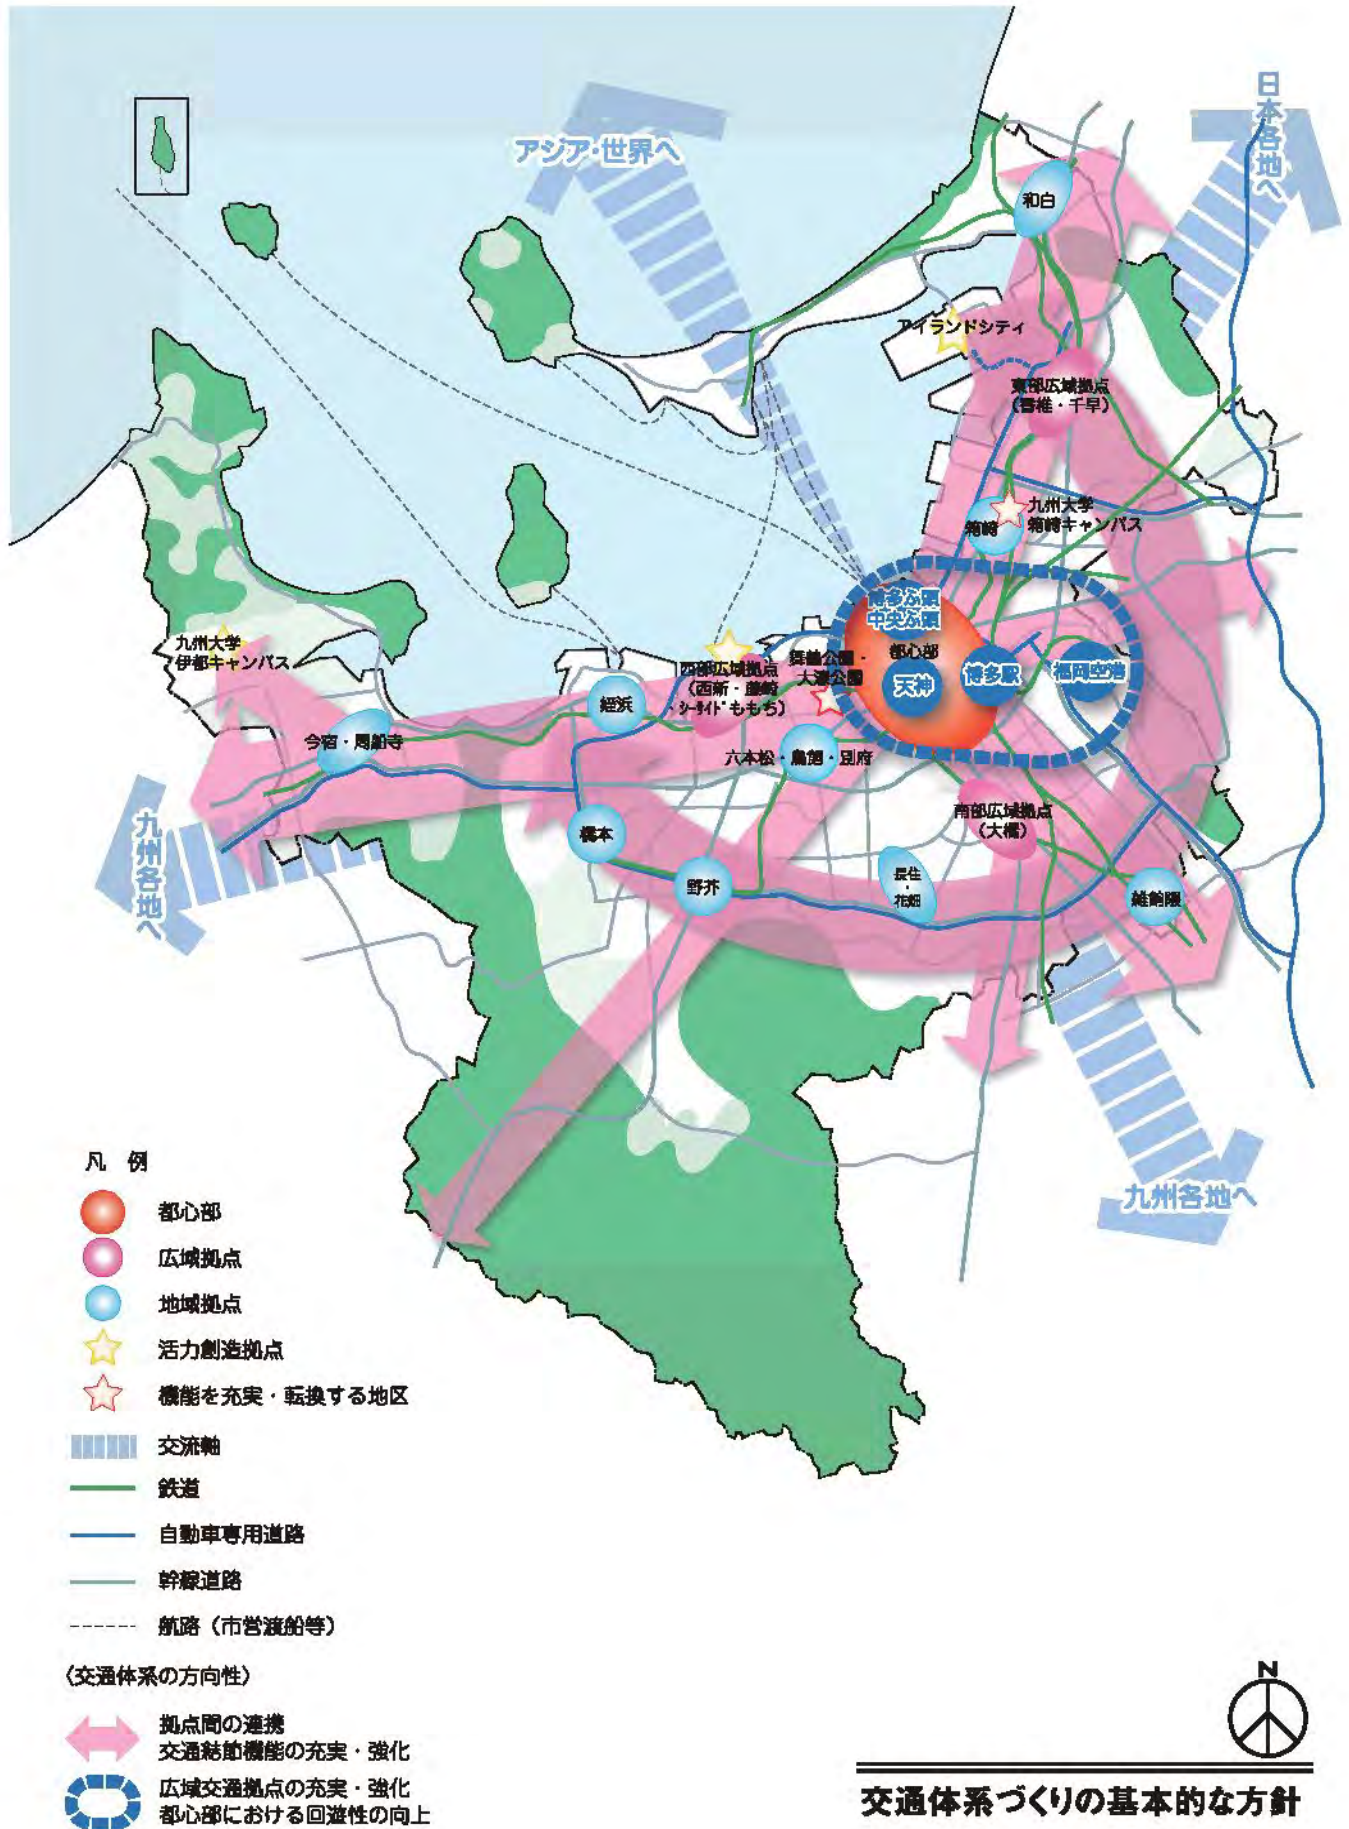 アジア・世界へ
日本各地へ
和白
アイランドシティ
東部広域拠点
(香椎・千早)
九州大学
箱崎キャンパス
箱崎
博多ふ頭
中央ふ頭
都心部
天神
博多駅
福岡空港
舞鶴公園・
大濠公園
西部広域拠点
(西新・藤崎
・シーサイドももち)
九州大学
伊都キャンパス
姪浜
今宿・周船寺
六本松・鳥飼・別府
南部広域拠点
(大橋)
橋本
野芥
長住
・
花畑
雑餉隈
九州各地へ
九州各地へ
凡 例
都心部
広域拠点
地域拠点
活力創造拠点
機能を充実・転換する地区
交流軸
鉄道
自動車専用道路
幹線道路
航路(市営渡船等)
〈交通体系の方向性〉
拠点間の連携
交通結節機能の充実・強化
広域交通拠点の充実・強化
都心部における回遊性の向上
N
交通体系づくりの基本的な方針